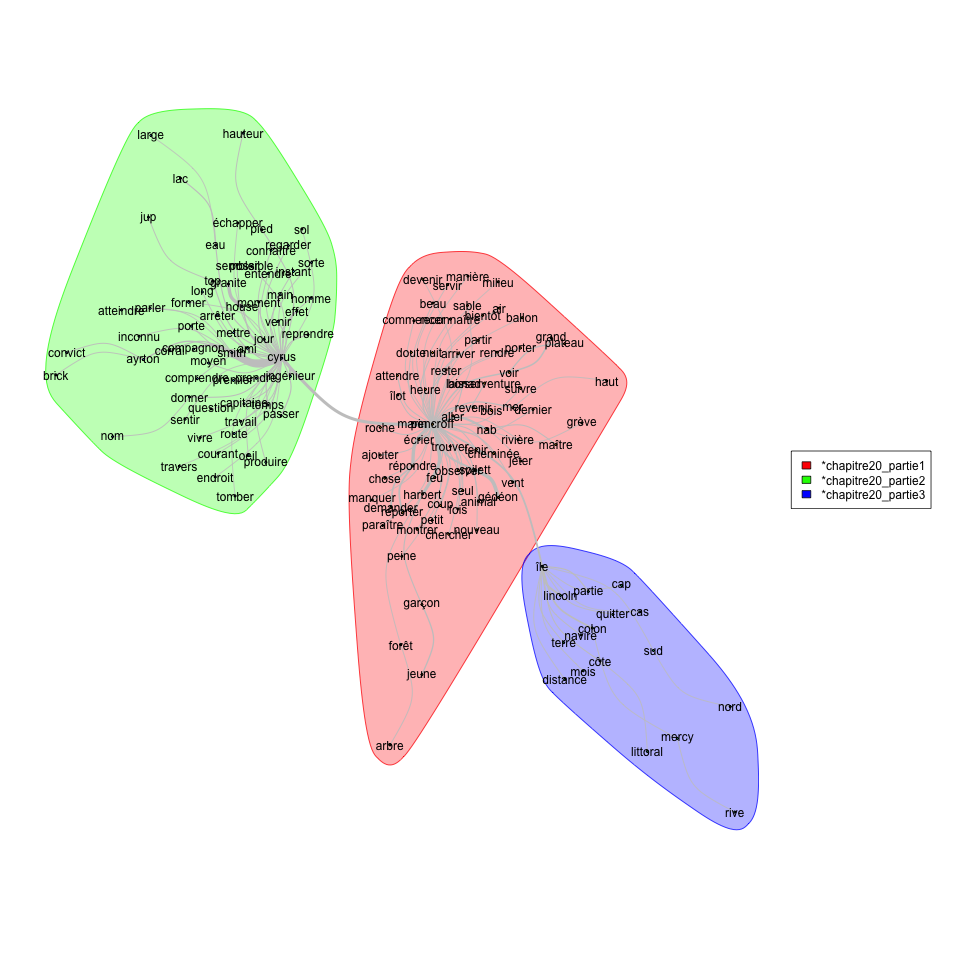 large
hauteur
lac
jup
échapper
pied
sol
eau
regarder
connaître
sembler
possible
sorte
entendre
instant
top
granite
long
main
homme
former
moment
house
atteindre
parler
arrêter
effet
venir
porte
mettre
reprendre
inconnu
jour
convict
corral
compagnon
ami
smith
ayrton
moyen
cyrus
brick
comprendre
premier
prendre
ingénieur
donner
question
capitaine
temps
sentir
travail
passer
nom
vivre
route
courant
oeil
travers
produire
endroit
tomber
devenir
manière
servir
milieu
beau
sable
air
commencer
reconnaître
bientôt
ballon
partir
grand
plateau
doute
nuit
arriver
rendre
porter
rester
voir
attendre
laisser
bonadventure
haut
heure
suivre
îlot
revenir
mer
bois
dernier
aller
grève
roche
marin
pencroff
nab
écrier
rivière
maître
trouver
tenir
cheminée
ajouter
jeter
répondre
observer
spilett
chose
feu
vent
seul
manquer
harbert
gédéon
demander
coup
animal
reporter
fois
petit
paraître
montrer
chercher
nouveau
peine
garçon
forêt
jeune
arbre
*chapitre20_partie1
*chapitre20_partie2
*chapitre20_partie3
île
cap
partie
lincoln
quitter
cas
colon
navire
terre
sud
côte
mois
distance
nord
mercy
littoral
rive